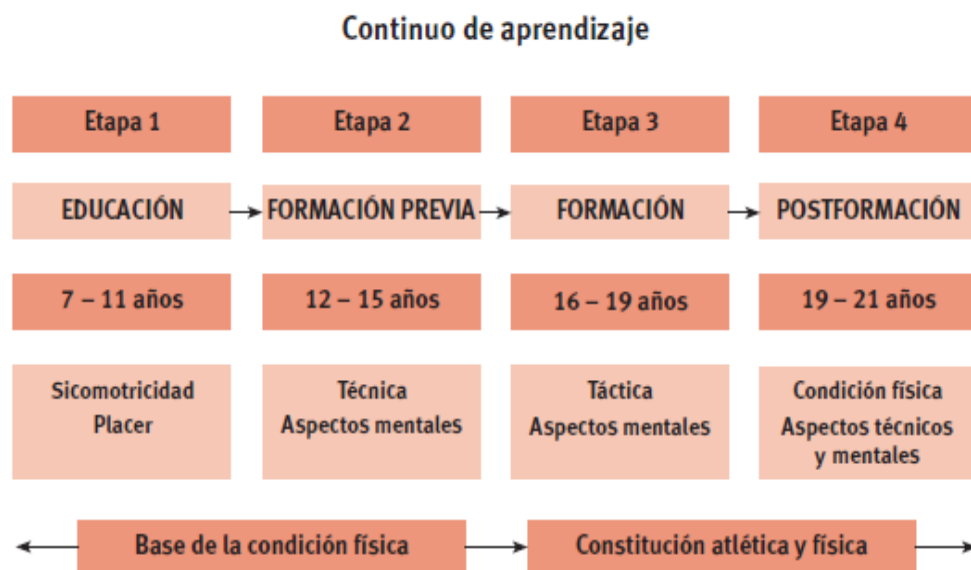 Continuo de aprendizaje
Etapa 1
Etapa 2
Etapa 3
Etapa 4
EDUCACIÓN
FORMACIÓN PREVIA
FORMACIÓN
POSTFORMACIÓN
7 – 11 años
12 – 15 años
16 – 19 años
19 – 21 años
Sicomotricidad
Placer
Técnica
Aspectos mentales
Táctica
Aspectos mentales
Condición física
Aspectos técnicos
y mentales
Base de la condición física
Constitución atlética y física